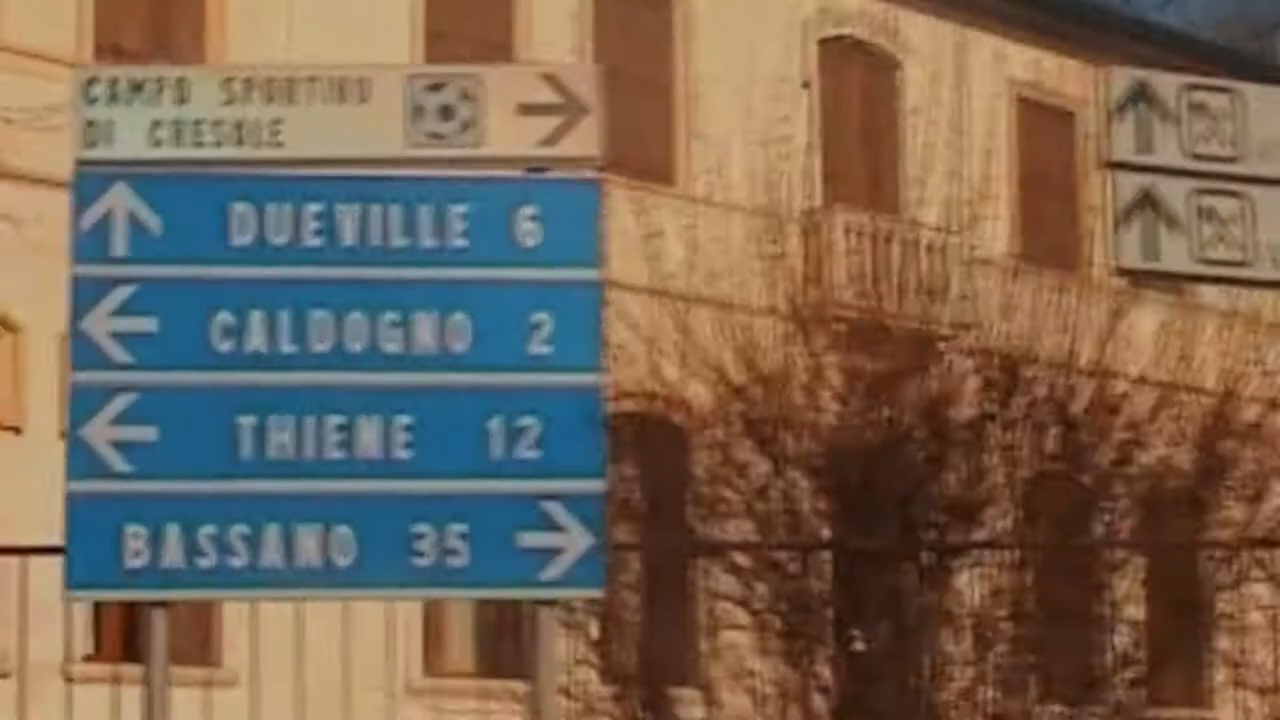 CAMPO SPORTIVO
DI CRESOLE
DUEVILLE 6
CALDOGNO 2
THIENE 12
BASSANO 35